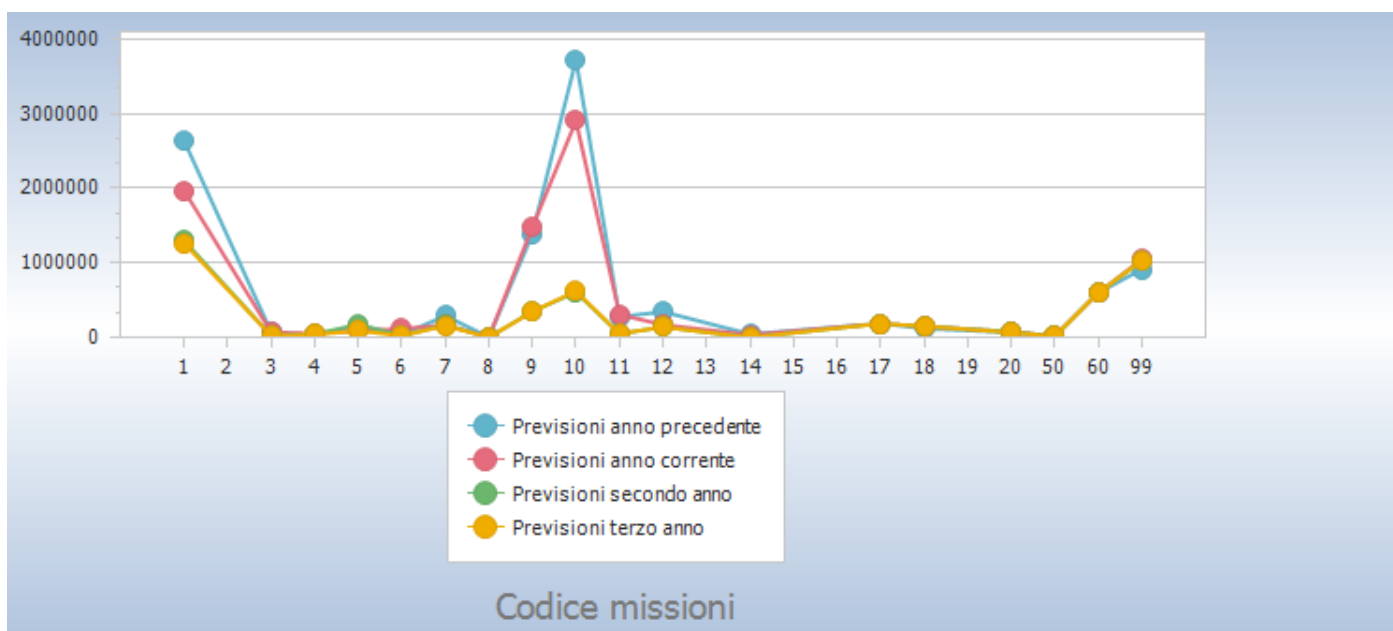 4000000
3000000
2000000
1000000
0
1 2 3 4 5 6 7 8 9 10 11 12 13 14 15 16 17 18 19 20 50 60 99
Previsioni anno precedente
Previsioni anno corrente
Previsioni secondo anno
Previsioni terzo anno
Codice missioni